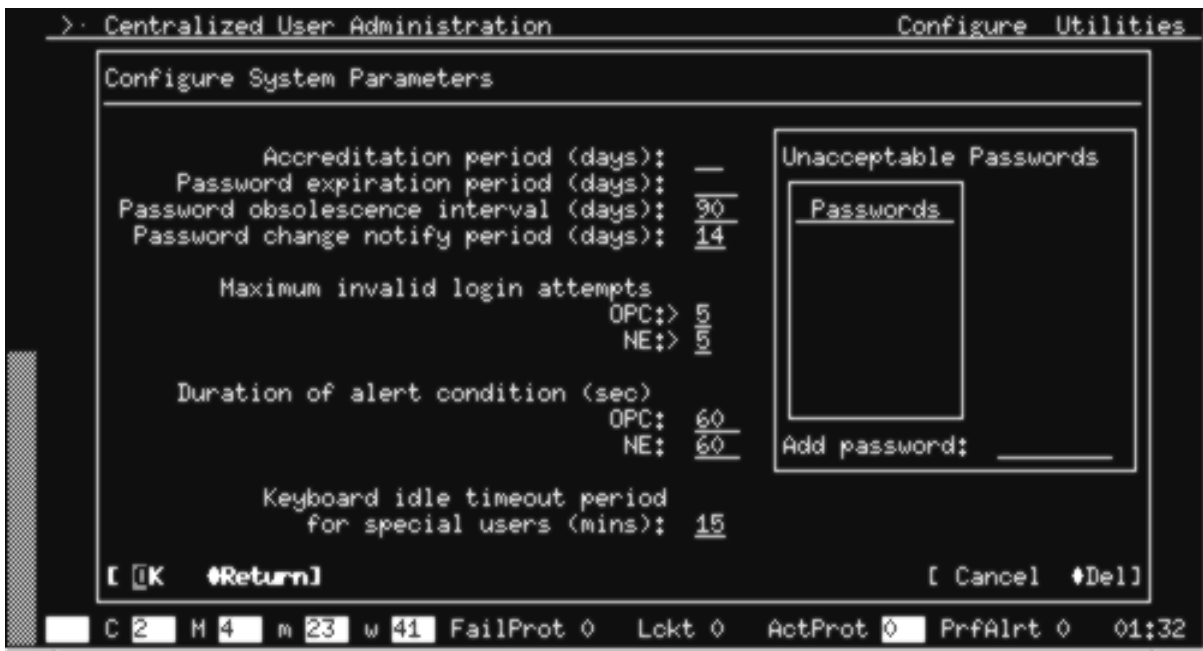 >· Centralized User Administration Configure Utilities
Configure System Parameters
Accreditation period (days):
Password expiration period (days):
Password obsolescence interval (days): 90
Password change notify period (days): 14
Maximum invalid login attempts
OPC:> 5
NE:> 5
Duration of alert condition (sec)
OPC: 60
NE: 60
Keyboard idle timeout period
for special users (mins): 15
Unacceptable Passwords
Passwords
Add password:
[ OK ♦Return] [ Cancel ♦Del]
C 2 M 4 m 23 w 41 FailProt 0 Lckt 0 ActProt 0 PrfAlrt 0 01:32